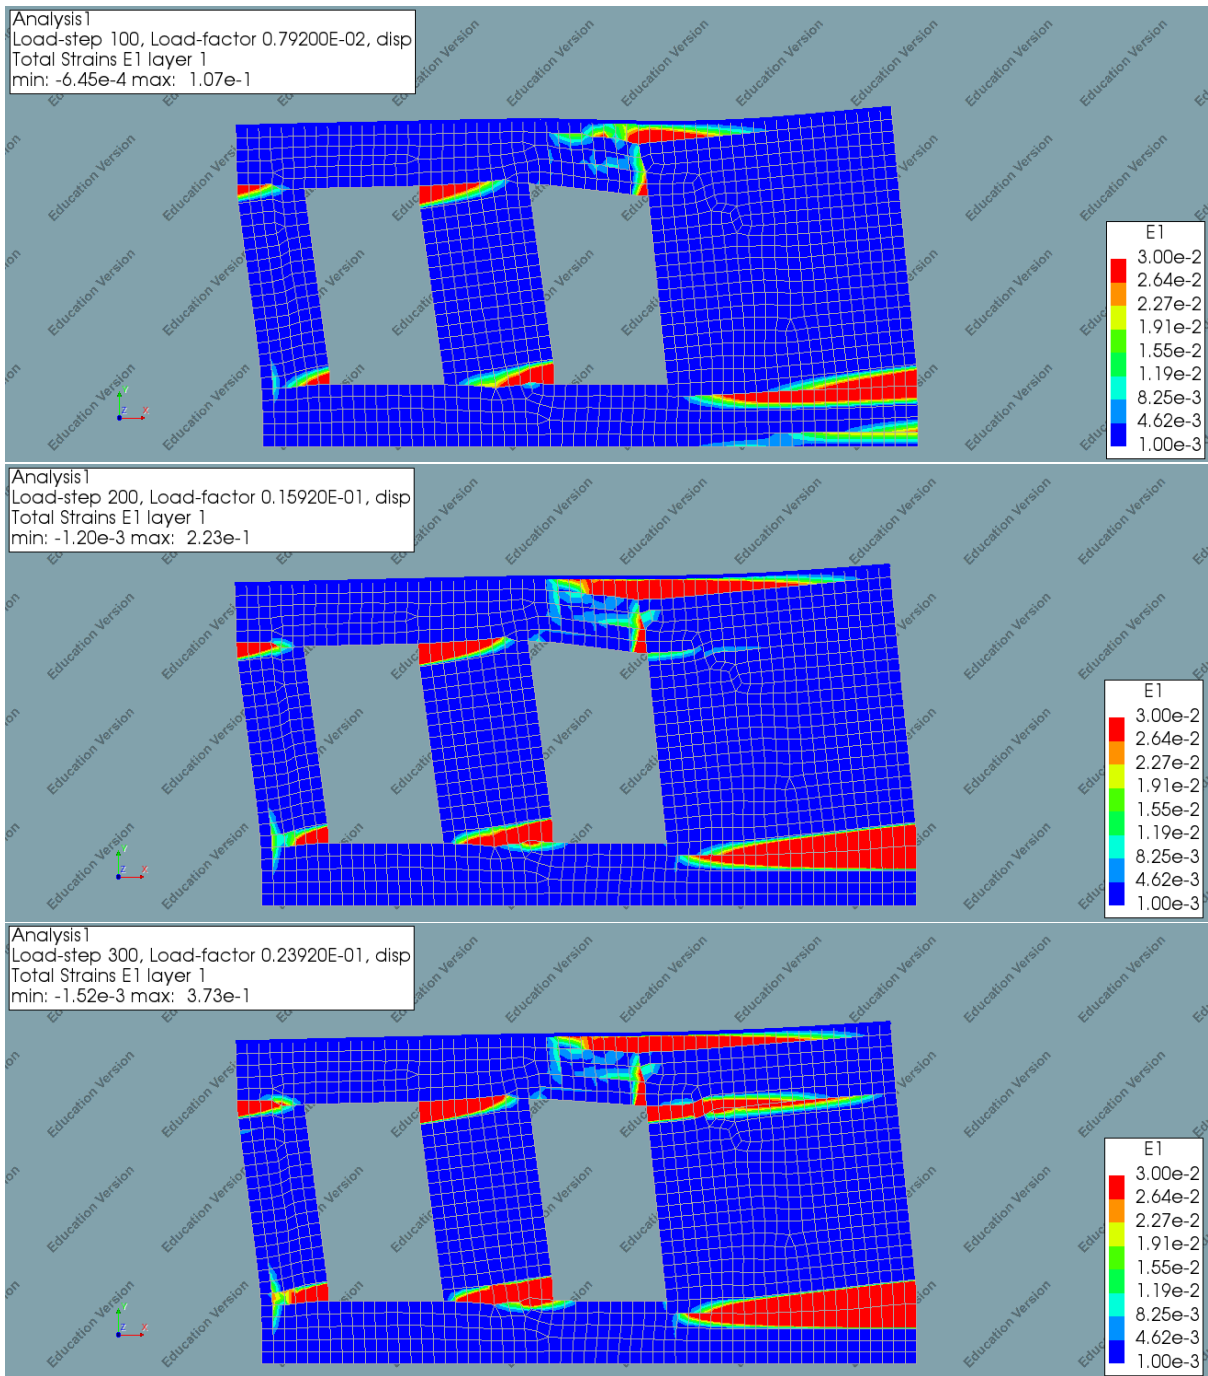 Analysis1
Load-step 100, Load-factor 0.79200E-02, disp
Total Strains E1 layer 1
min: -6.45e-4 max: 1.07e-1
Education Version
E1
3.00e-2
2.64e-2
2.27e-2
1.91e-2
1.55e-2
1.19e-2
8.25e-3
4.62e-3
1.00e-3
Y
Z X
Analysis1
Load-step 200, Load-factor 0.15920E-01, disp
Total Strains E1 layer 1
min: -1.20e-3 max: 2.23e-1
Education Version
E1
3.00e-2
2.64e-2
2.27e-2
1.91e-2
1.55e-2
1.19e-2
8.25e-3
4.62e-3
1.00e-3
Y
Z X
Analysis1
Load-step 300, Load-factor 0.23920E-01, disp
Total Strains E1 layer 1
min: -1.52e-3 max: 3.73e-1
Education Version
E1
3.00e-2
2.64e-2
2.27e-2
1.91e-2
1.55e-2
1.19e-2
8.25e-3
4.62e-3
1.00e-3
Y
Z X